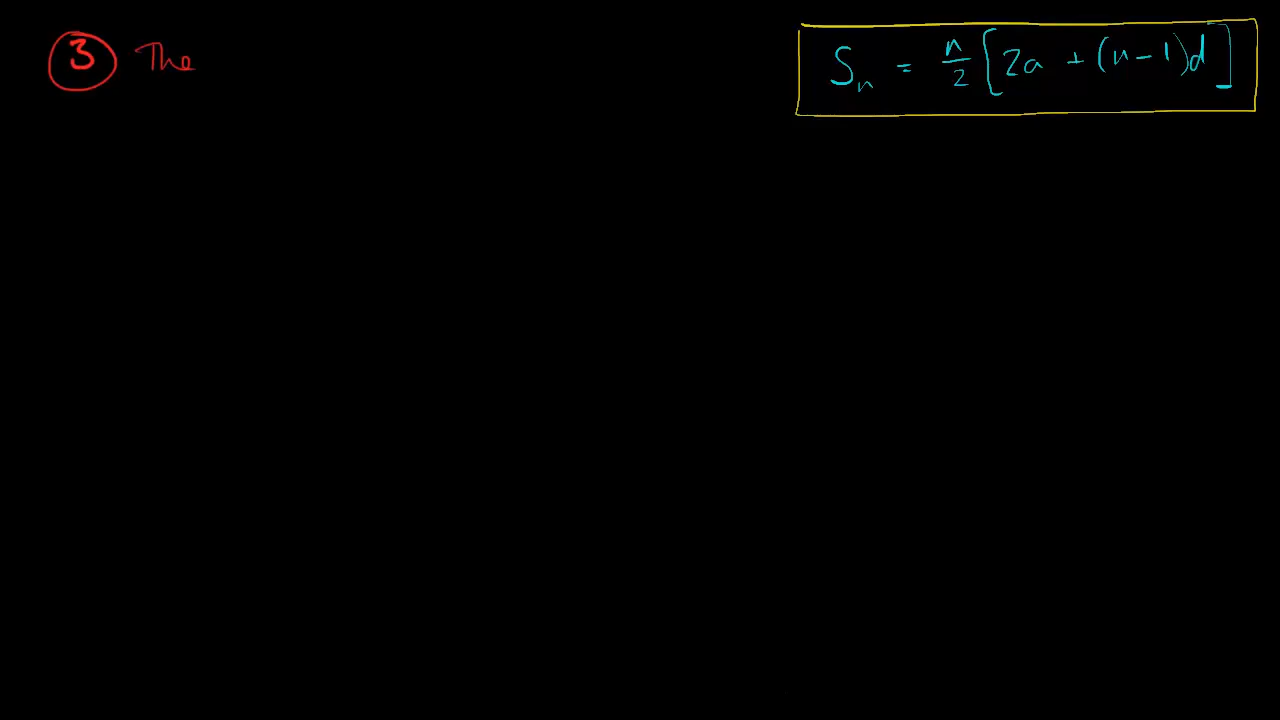 ③ The
Sₙ = n/2 [2a + (n - 1)d]